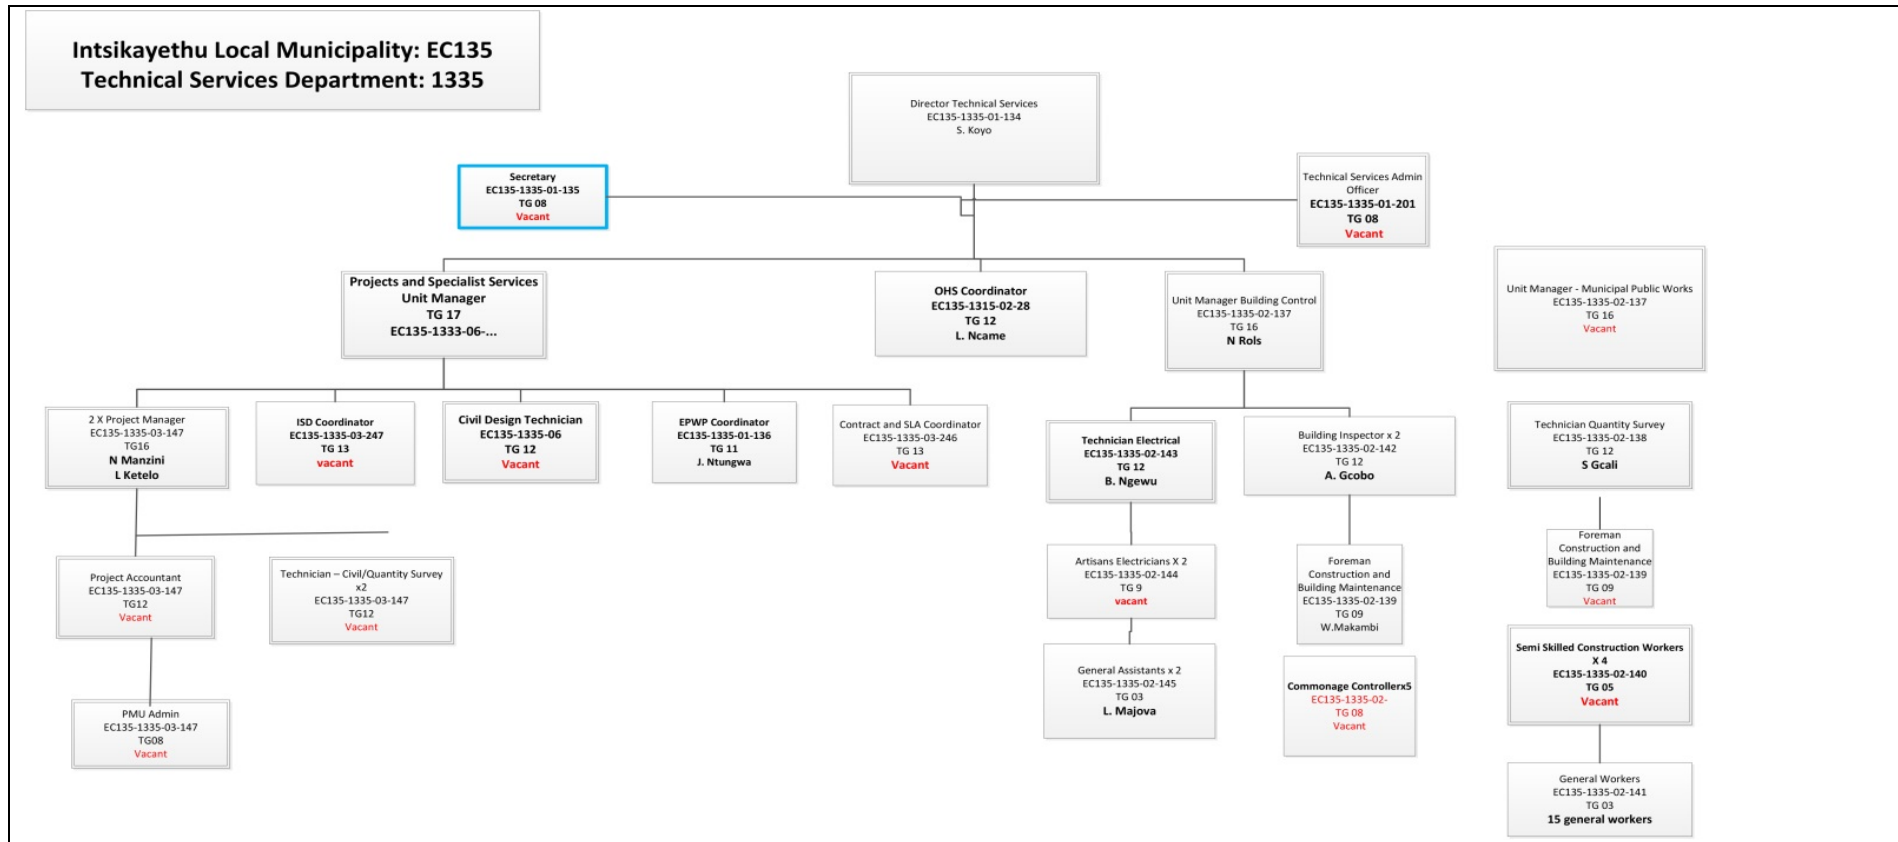 Intsikayethu Local Municipality: EC135
Technical Services Department: 1335
Director Technical Services
EC135-1335-01-134
S. Koyo
Secretary
EC135-1335-01-135
TG 08
Vacant
Technical Services Admin
Officer
EC135-1335-01-201
TG 08
Vacant
Projects and Specialist Services
Unit Manager
TG 17
EC135-1333-06-...
OHS Coordinator
EC135-1315-02-28
TG 12
L. Ncame
Unit Manager Building Control
EC135-1335-02-137
TG 16
N Rols
Unit Manager - Municipal Public Works
EC135-1335-02-137
TG 16
Vacant
2 X Project Manager
EC135-1335-03-147
TG16
N Manzini
L Ketelo
ISD Coordinator
EC135-1335-03-247
TG 13
vacant
Civil Design Technician
EC135-1335-06
TG 12
Vacant
EPWP Coordinator
EC135-1335-01-136
TG 11
J. Ntungwa
Contract and SLA Coordinator
EC135-1335-03-246
TG 13
Vacant
Technician Electrical
EC135-1335-02-143
TG 12
B. Ngewu
Building Inspector x 2
EC135-1335-02-142
TG 12
A. Gcobo
Technician Quantity Survey
EC135-1335-02-138
TG 12
S Gcali
Project Accountant
EC135-1335-03-147
TG12
Vacant
Technician – Civil/Quantity Survey
x2
EC135-1335-03-147
TG12
Vacant
Artisans Electricians X 2
EC135-1335-02-144
TG 9
vacant
Foreman
Construction and
Building Maintenance
EC135-1335-02-139
TG 09
W.Makambi
Foreman
Construction and
Building Maintenance
EC135-1335-02-139
TG 09
Vacant
PMU Admin
EC135-1335-03-147
TG08
Vacant
General Assistants x 2
EC135-1335-02-145
TG 03
L. Majova
Commonage Controllerx5
EC135-1335-02-
TG 08
Vacant
Semi Skilled Construction Workers
X 4
EC135-1335-02-140
TG 05
Vacant
General Workers
EC135-1335-02-141
TG 03
15 general workers